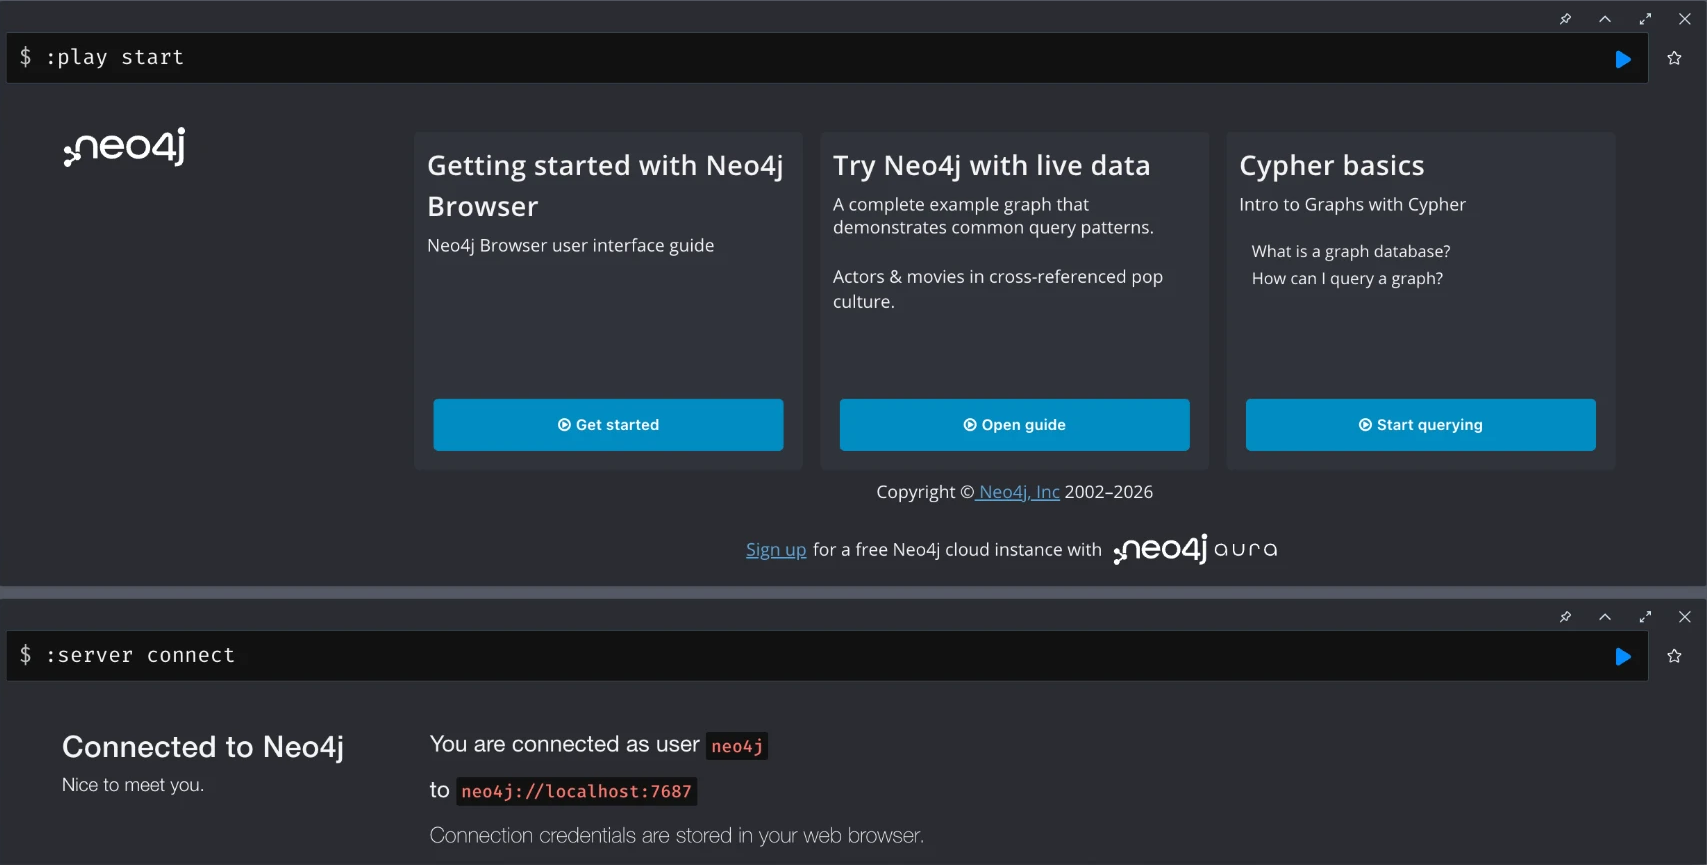 $ :play start
neo4j
Getting started with Neo4j
Browser
Neo4j Browser user interface guide
Get started
Try Neo4j with live data
A complete example graph that
demonstrates common query patterns.
Actors & movies in cross-referenced pop
culture.
Open guide
Cypher basics
Intro to Graphs with Cypher
What is a graph database?
How can I query a graph?
Start querying
Copyright © Neo4j, Inc 2002–2026
Sign up for a free Neo4j cloud instance with neo4j aura
$ :server connect
Connected to Neo4j
Nice to meet you.
You are connected as user neo4j
to neo4j://localhost:7687
Connection credentials are stored in your web browser.